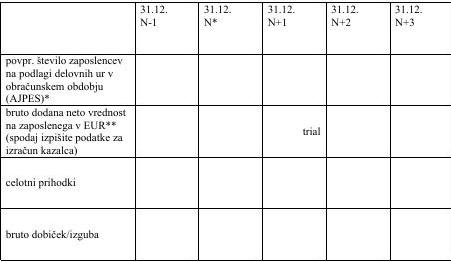 31.12. 31.12. 31.12. 31.12. 31.12.
N-1 N* N+1 N+2 N+3
povpr. število zaposlencev
na podlagi delovnih ur v
obračunskem obdobju
(AJPES)*
bruto dodana neto vrednost
na zaposlenega v EUR**
(spodaj izpišite podatke za
izračun kazalca)
trial
celotni prihodki
bruto dobiček/izguba